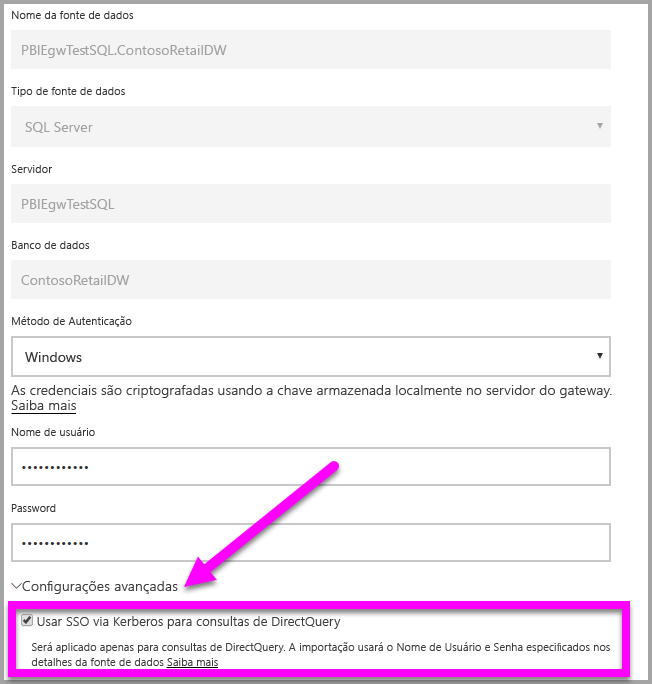 Nome da fonte de dados
PBIEgwTestSQL.ContosoRetailDW
Tipo de fonte de dados
SQL Server
Servidor
PBIEgwTestSQL
Banco de dados
ContosoRetailDW
Método de Autenticação
Windows
As credenciais são criptografadas usando a chave armazenada localmente no servidor do gateway.
Saiba mais
Nome de usuário
••••••••••••
Password
••••••••••••
Configurações avançadas
Usar SSO via Kerberos para consultas de DirectQuery
Será aplicado apenas para consultas de DirectQuery. A importação usará o Nome de Usuário e Senha especificados nos
detalhes da fonte de dados Saiba mais